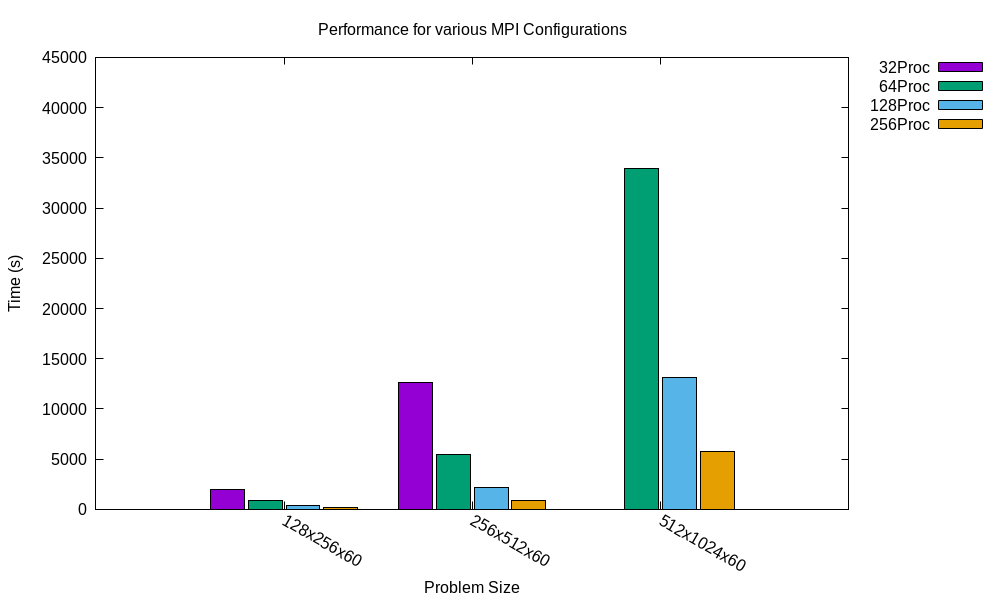 Performance for various MPI Configurations
32Proc
64Proc
128Proc
256Proc
45000
40000
35000
30000
25000
20000
15000
10000
5000
0
Time (s)
128x256x60
256x512x60
512x1024x60
Problem Size